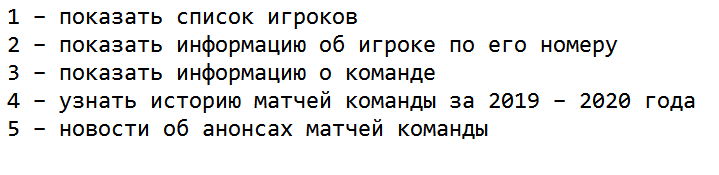 1 – показать список игроков
2 – показать информацию об игроке по его номеру
3 – показать информацию о команде
4 – узнать историю матчей команды за 2019 – 2020 года
5 – новости об анонсах матчей команды